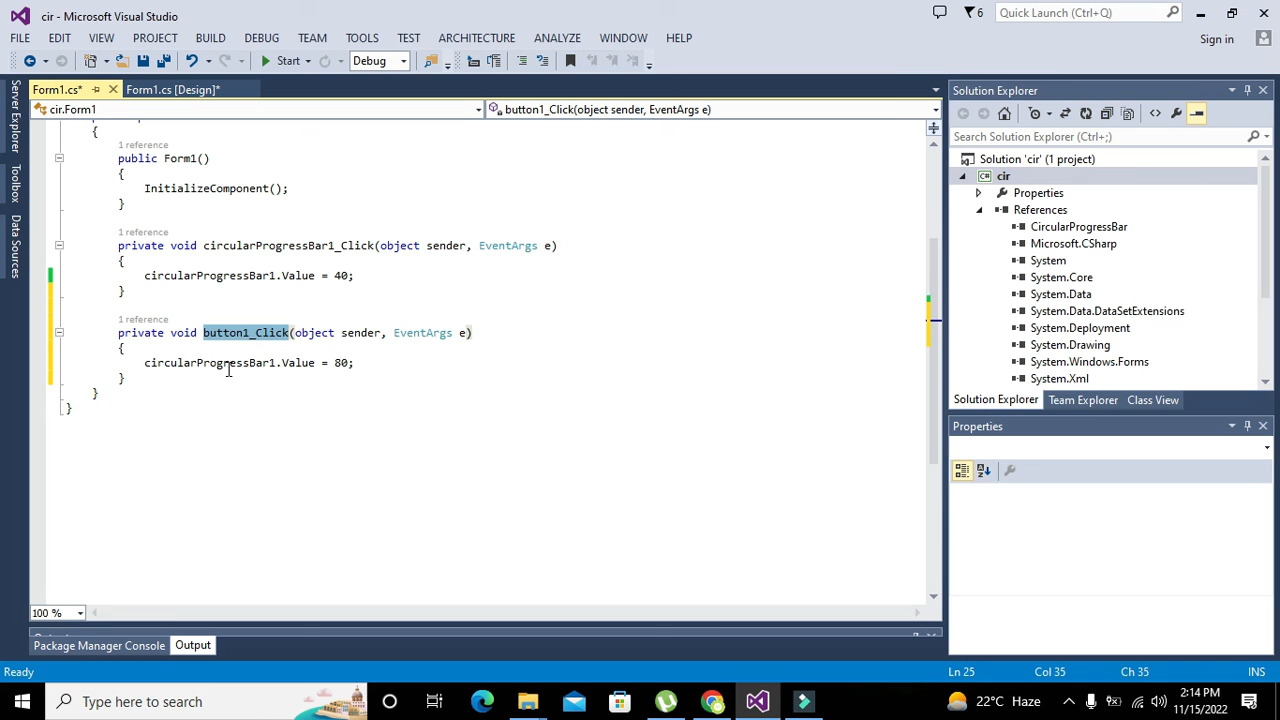 cir - Microsoft Visual Studio
6
Quick Launch (Ctrl+Q)
FILE EDIT VIEW PROJECT BUILD DEBUG TEAM TOOLS TEST ARCHITECTURE ANALYZE WINDOW HELP
Sign in
Start
Debug
Server Explorer
Toolbox
Data Sources
Form1.cs*
Form1.cs [Design]*
cir.Form1
button1_Click(object sender, EventArgs e)
{
1 reference
public Form1()
{
InitializeComponent();
}
1 reference
private void circularProgressBar1_Click(object sender, EventArgs e)
{
circularProgressBar1.Value = 40;
}
1 reference
private void button1_Click(object sender, EventArgs e)
{
circularProgressBar1.Value = 80;
}
}
}
100 %
Package Manager Console
Output
Solution Explorer
Search Solution Explorer (Ctrl+;)
Solution 'cir' (1 project)
C# cir
Properties
References
CircularProgressBar
Microsoft.CSharp
System
System.Core
System.Data
System.Data.DataSetExtensions
System.Deployment
System.Drawing
System.Windows.Forms
System.Xml
Solution Explorer Team Explorer Class View
Properties
Ready
Ln 25
Col 35
Ch 35
INS
Type here to search
22°C Haze
2:14 PM
11/15/2022